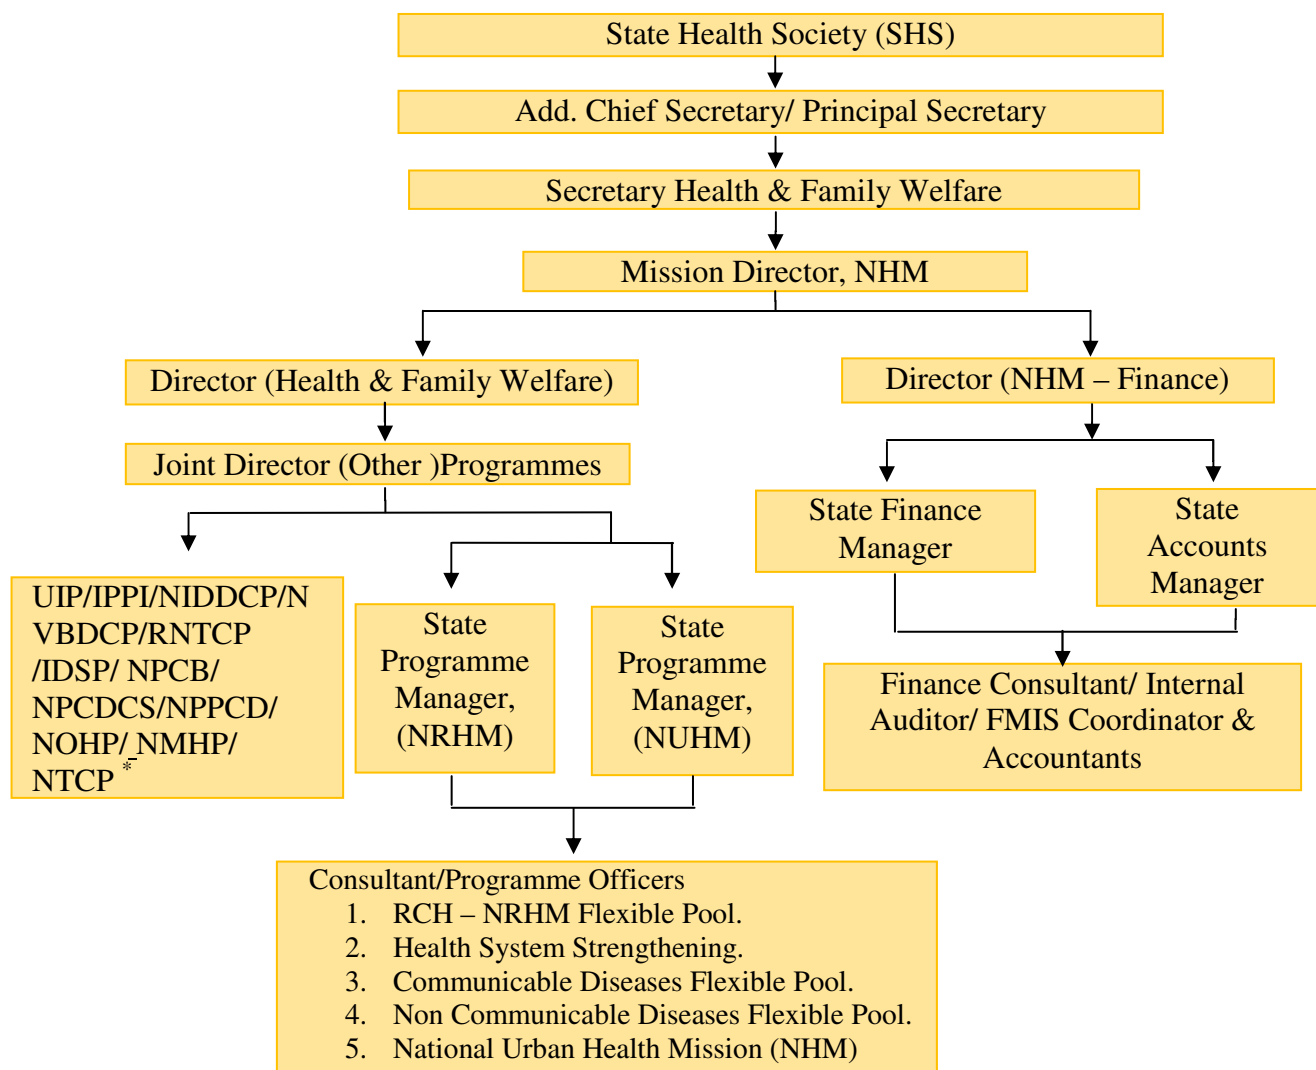 State Health Society (SHS)
Add. Chief Secretary/ Principal Secretary
Secretary Health & Family Welfare
Mission Director, NHM
Director (Health & Family Welfare)
Director (NHM – Finance)
Joint Director (Other )Programmes
State Finance
Manager
State
Accounts
Manager
UIP/IPPI/NIDDCP/N
VBDCP/RNTCP
/IDSP/ NPCB/
NPCDCS/NPPCD/
NOHP/ NMHP/
NTCP *
State
Programme
Manager,
(NRHM)
State
Programme
Manager,
(NUHM)
Finance Consultant/ Internal
Auditor/ FMIS Coordinator &
Accountants
Consultant/Programme Officers
1. RCH – NRHM Flexible Pool.
2. Health System Strengthening.
3. Communicable Diseases Flexible Pool.
4. Non Communicable Diseases Flexible Pool.
5. National Urban Health Mission (NHM)